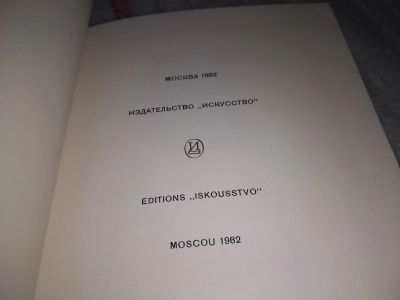 МОСКВА 1982
ИЗДАТЕЛЬСТВО „ИСКУССТВО"
И
EDITIONS „ISKOUSSTVO"
MOSCOU 1982